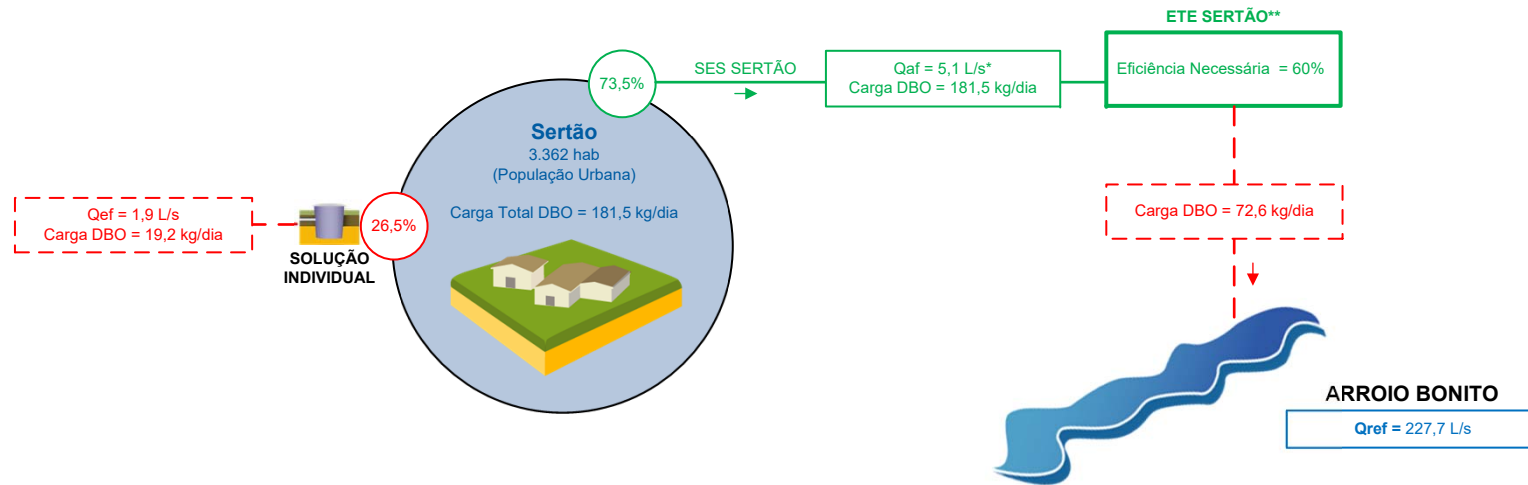 ETE SERTÃO**
Eficiência Necessária = 60%
73,5%
SES SERTÃO
Qaf = 5,1 L/s*
Carga DBO = 181,5 kg/dia
Sertão
3.362 hab
(População Urbana)
Carga Total DBO = 181,5 kg/dia
Qef = 1,9 L/s
Carga DBO = 19,2 kg/dia
26,5%
SOLUÇÃO
INDIVIDUAL
Carga DBO = 72,6 kg/dia
ARROIO BONITO
Qref = 227,7 L/s